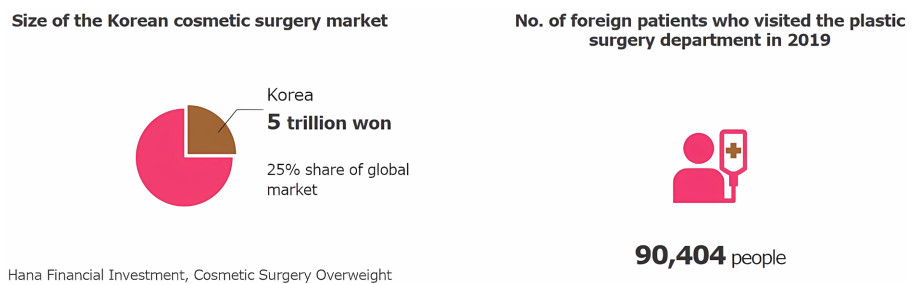 Size of the Korean cosmetic surgery market
Korea
5 trillion won
25% share of global
market
Hana Financial Investment, Cosmetic Surgery Overweight
No. of foreign patients who visited the plastic
surgery department in 2019
90,404 people